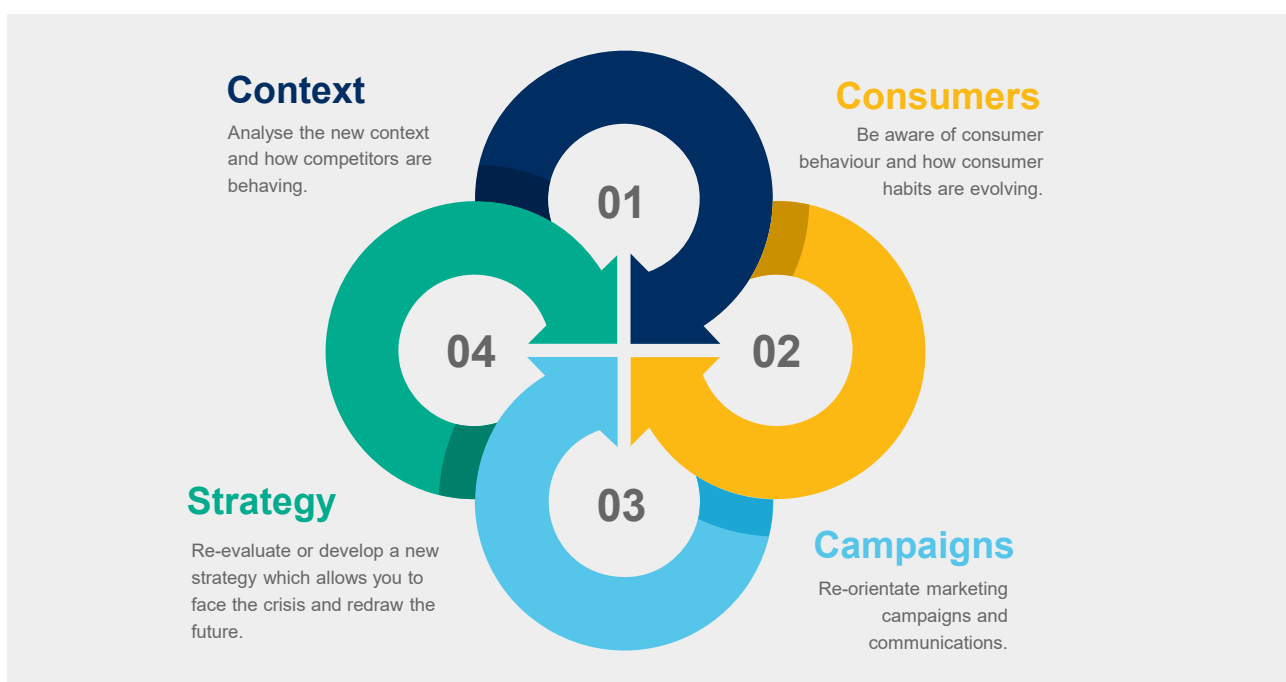 Context
Analyse the new context
and how competitors are
behaving.
01
Consumers
Be aware of consumer
behaviour and how consumer
habits are evolving.
02
03
Campaigns
Re-orientate marketing
campaigns and
communications.
04
Strategy
Re-evaluate or develop a new
strategy which allows you to
face the crisis and redraw the
future.